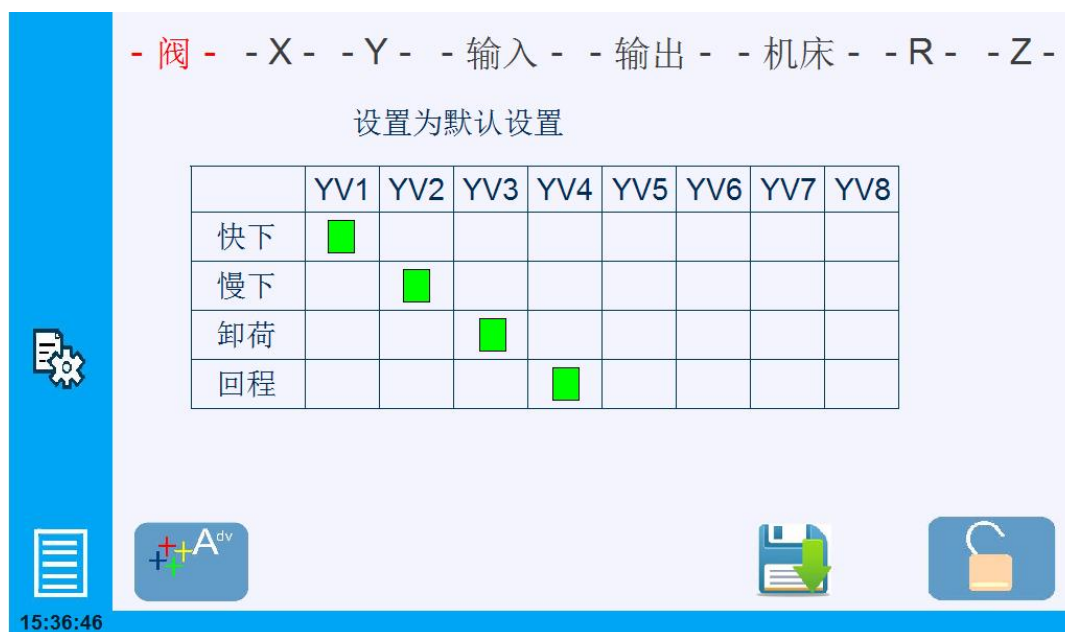 - 阀 - - X - - Y - - 输入 - - 输出 - - 机床 - - R - - Z -
设置为默认设置
YV1 YV2 YV3 YV4 YV5 YV6 YV7 YV8
快下
慢下
卸荷
回程
Adv
15:36:46